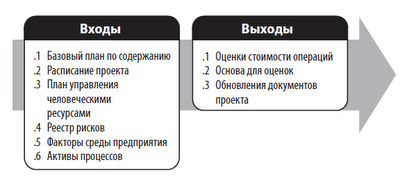 Входы
.1 Базовый план по содержанию
.2 Расписание проекта
.3 План управления
человеческими
ресурсами
.4 Реестр рисков
.5 Факторы среды предприятия
.6 Активы процессов
Выходы
.1 Оценки стоимости операций
.2 Основа для оценок
.3 Обновления документов
проекта